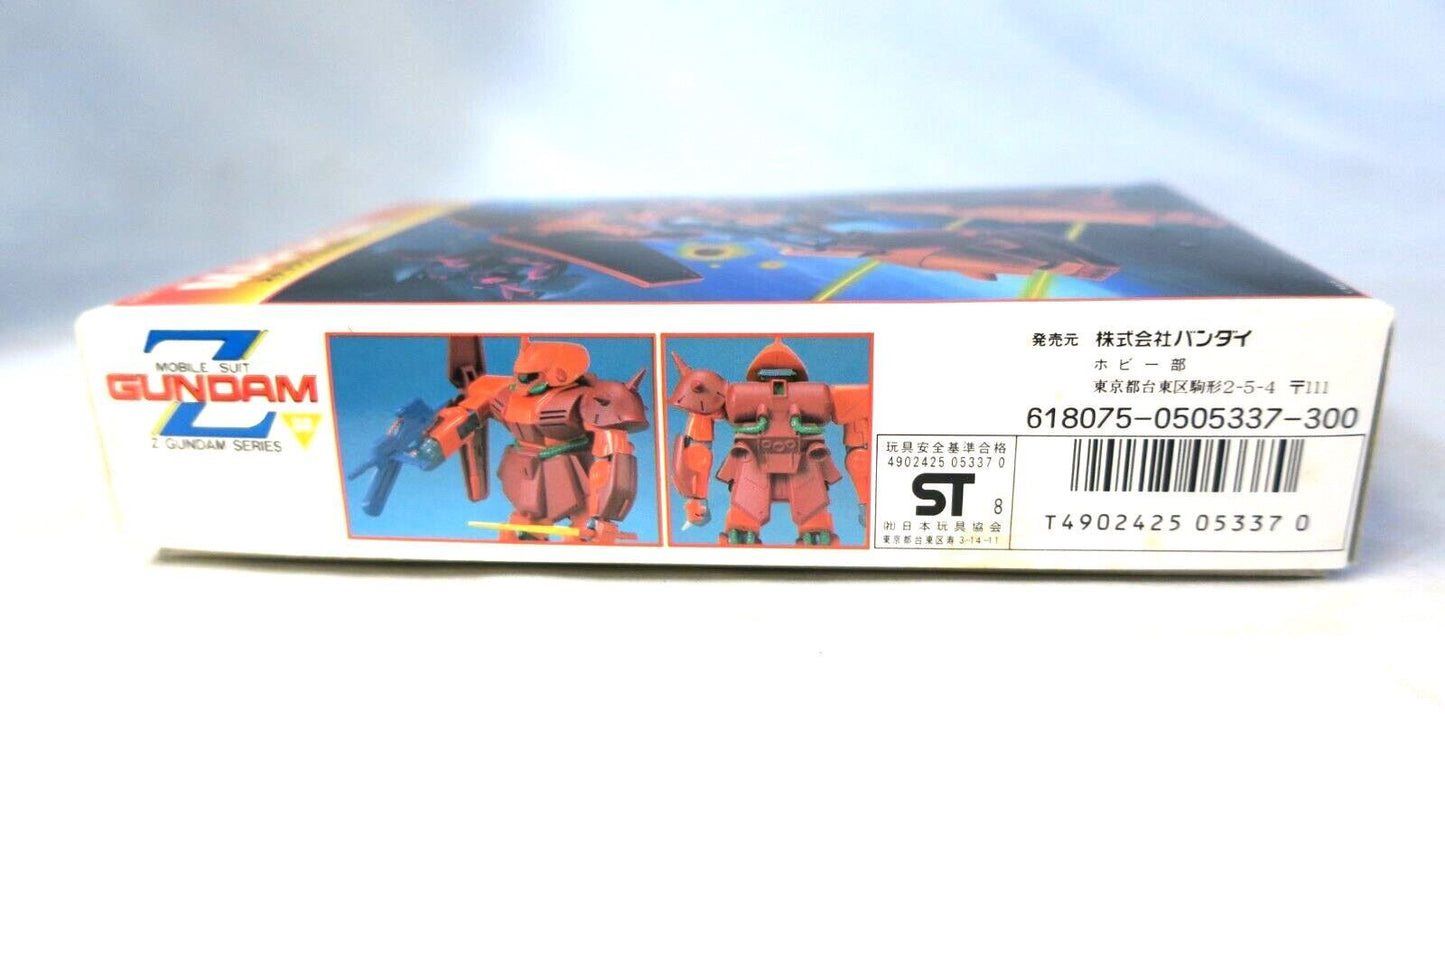 MOBILE SUIT
Z
GUNDAM
Z GUNDAM SERIES
発売元 株式会社バンダイ
ホビー部
東京都台東区駒形2-5-4 〒111
618075-0505337-300
玩具安全基準合格
4902425 05337 0
ST
8
㈳日本玩具協会
東京都台東区寿 3-14-11
T4902425 05337 0